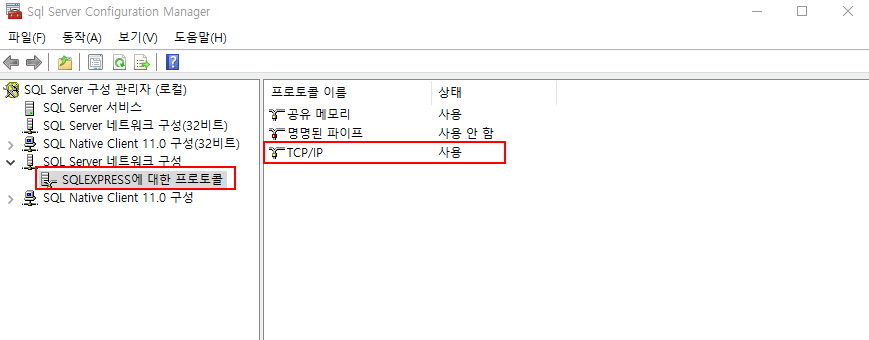 Sql Server Configuration Manager
파일(F) 동작(A) 보기(V) 도움말(H)
SQL Server 구성 관리자 (로컬)
SQL Server 서비스
SQL Server 네트워크 구성(32비트)
SQL Native Client 11.0 구성(32비트)
SQL Server 네트워크 구성
SQLEXPRESS에 대한 프로토콜
SQL Native Client 11.0 구성
프로토콜 이름 상태
공유 메모리 사용
명명된 파이프 사용 안 함
TCP/IP 사용